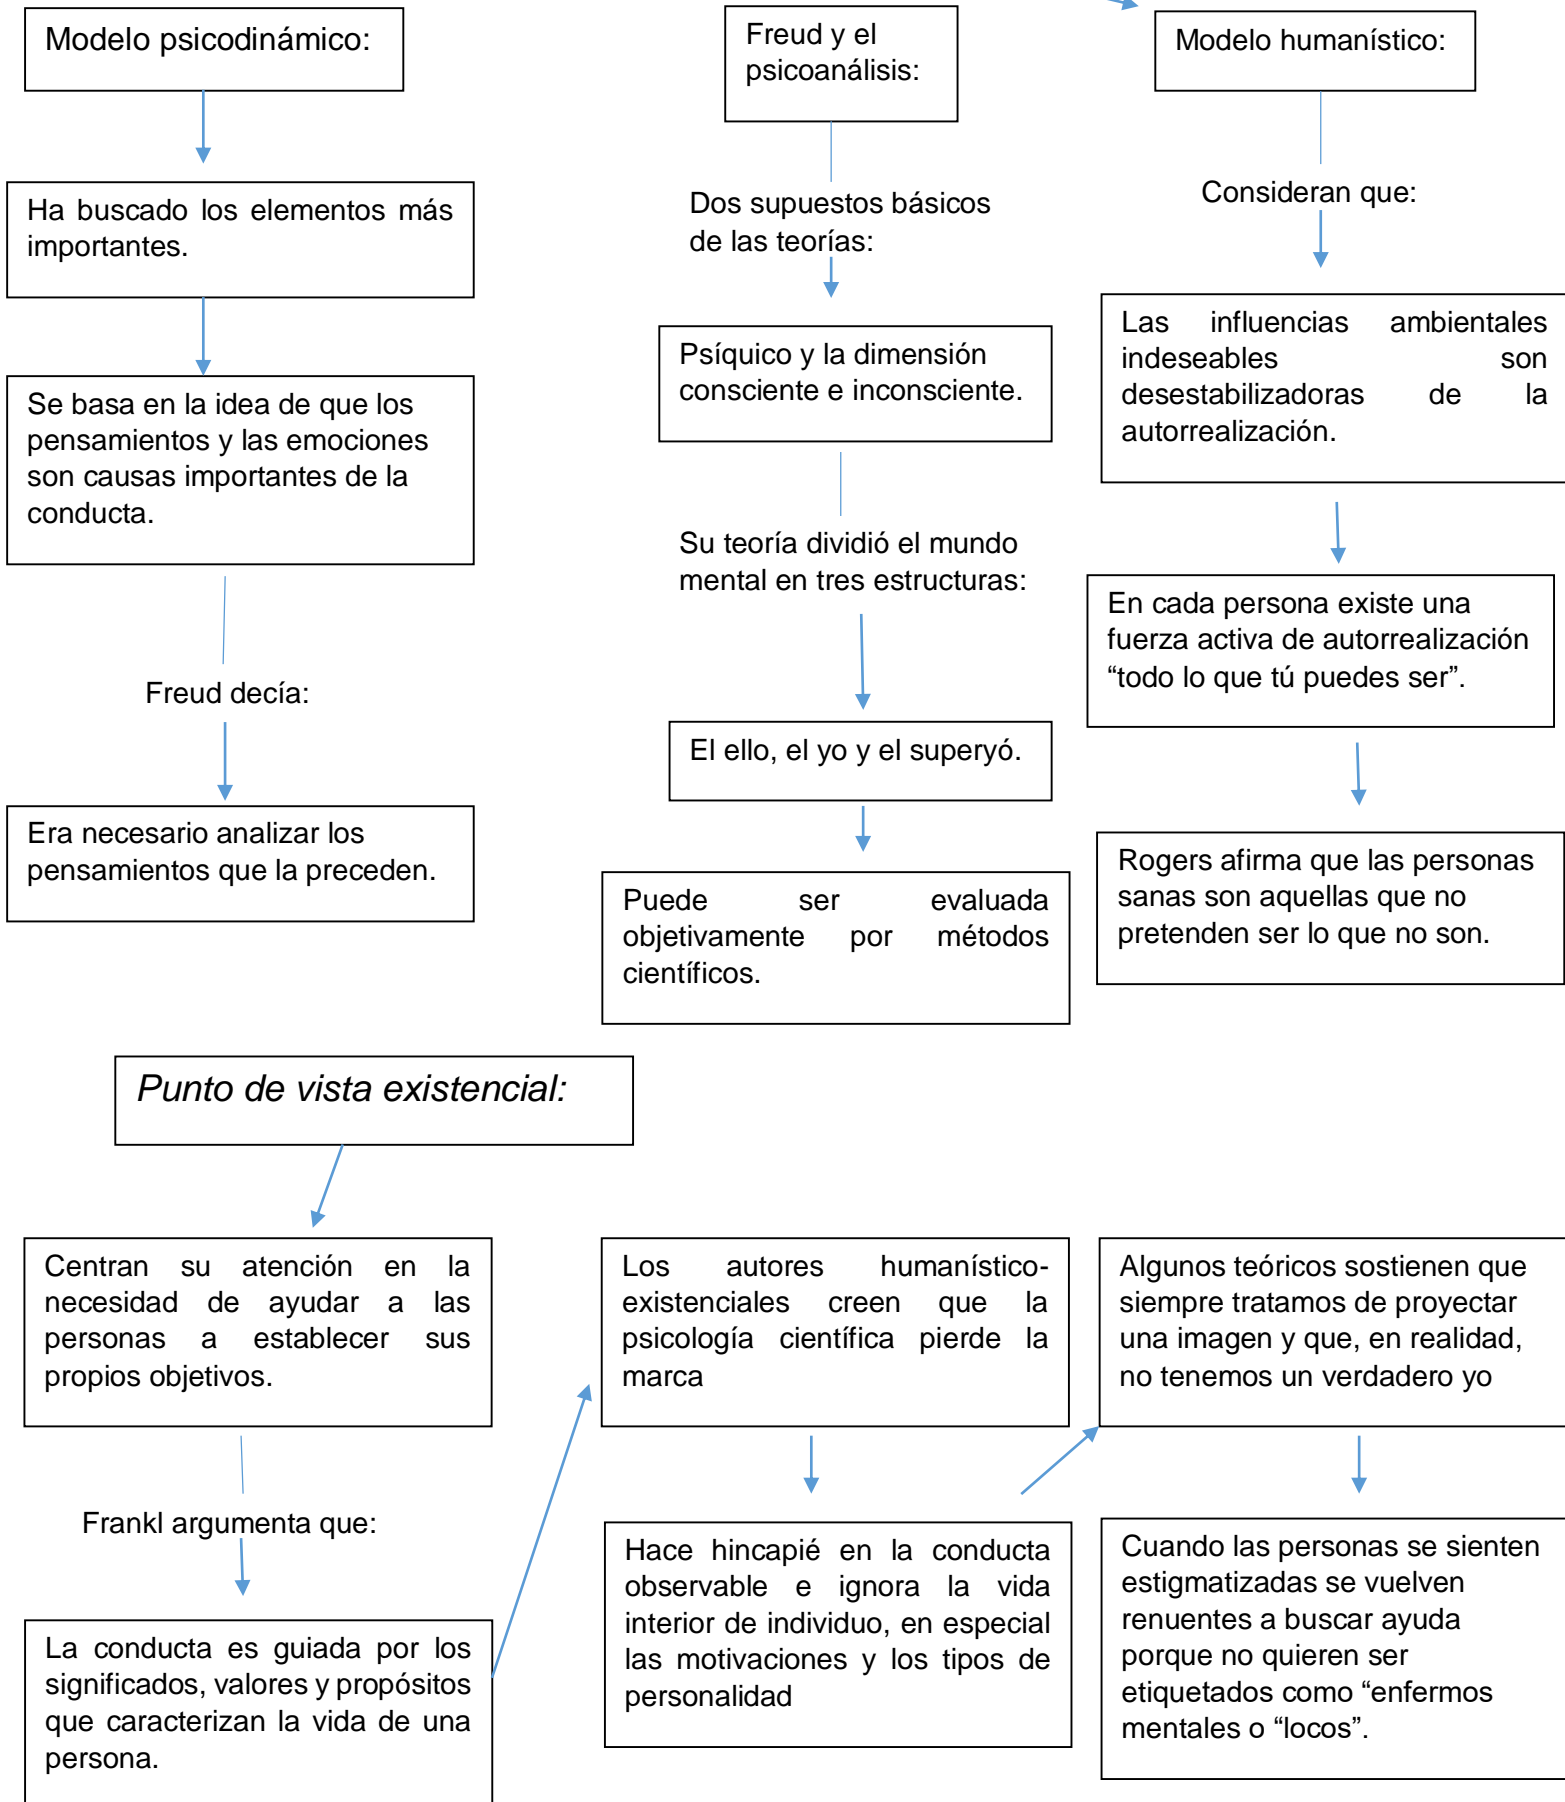 Modelo psicodinámico:
Ha buscado los elementos más
importantes.
Se basa en la idea de que los
pensamientos y las emociones
son causas importantes de la
conducta.
Freud decía:
Era necesario analizar los
pensamientos que la preceden.
Freud y el
psicoanálisis:
Dos supuestos básicos
de las teorías:
Psíquico y la dimensión
consciente e inconsciente.
Su teoría dividió el mundo
mental en tres estructuras:
El ello, el yo y el superyó.
Puede ser evaluada
objetivamente por métodos
científicos.
Modelo humanístico:
Consideran que:
Las influencias ambientales
indeseables son
desestabilizadoras de la
autorrealización.
En cada persona existe una
fuerza activa de autorrealización
“todo lo que tú puedes ser”.
Rogers afirma que las personas
sanas son aquellas que no
pretenden ser lo que no son.
Punto de vista existencial:
Centran su atención en la
necesidad de ayudar a las
personas a establecer sus
propios objetivos.
Frankl argumenta que:
La conducta es guiada por los
significados, valores y propósitos
que caracterizan la vida de una
persona.
Los autores humanístico-
existenciales creen que la
psicología científica pierde la
marca
Hace hincapié en la conducta
observable e ignora la vida
interior de individuo, en especial
las motivaciones y los tipos de
personalidad
Algunos teóricos sostienen que
siempre tratamos de proyectar
una imagen y que, en realidad,
no tenemos un verdadero yo
Cuando las personas se sienten
estigmatizadas se vuelven
renuentes a buscar ayuda
porque no quieren ser
etiquetados como “enfermos
mentales o “locos”.